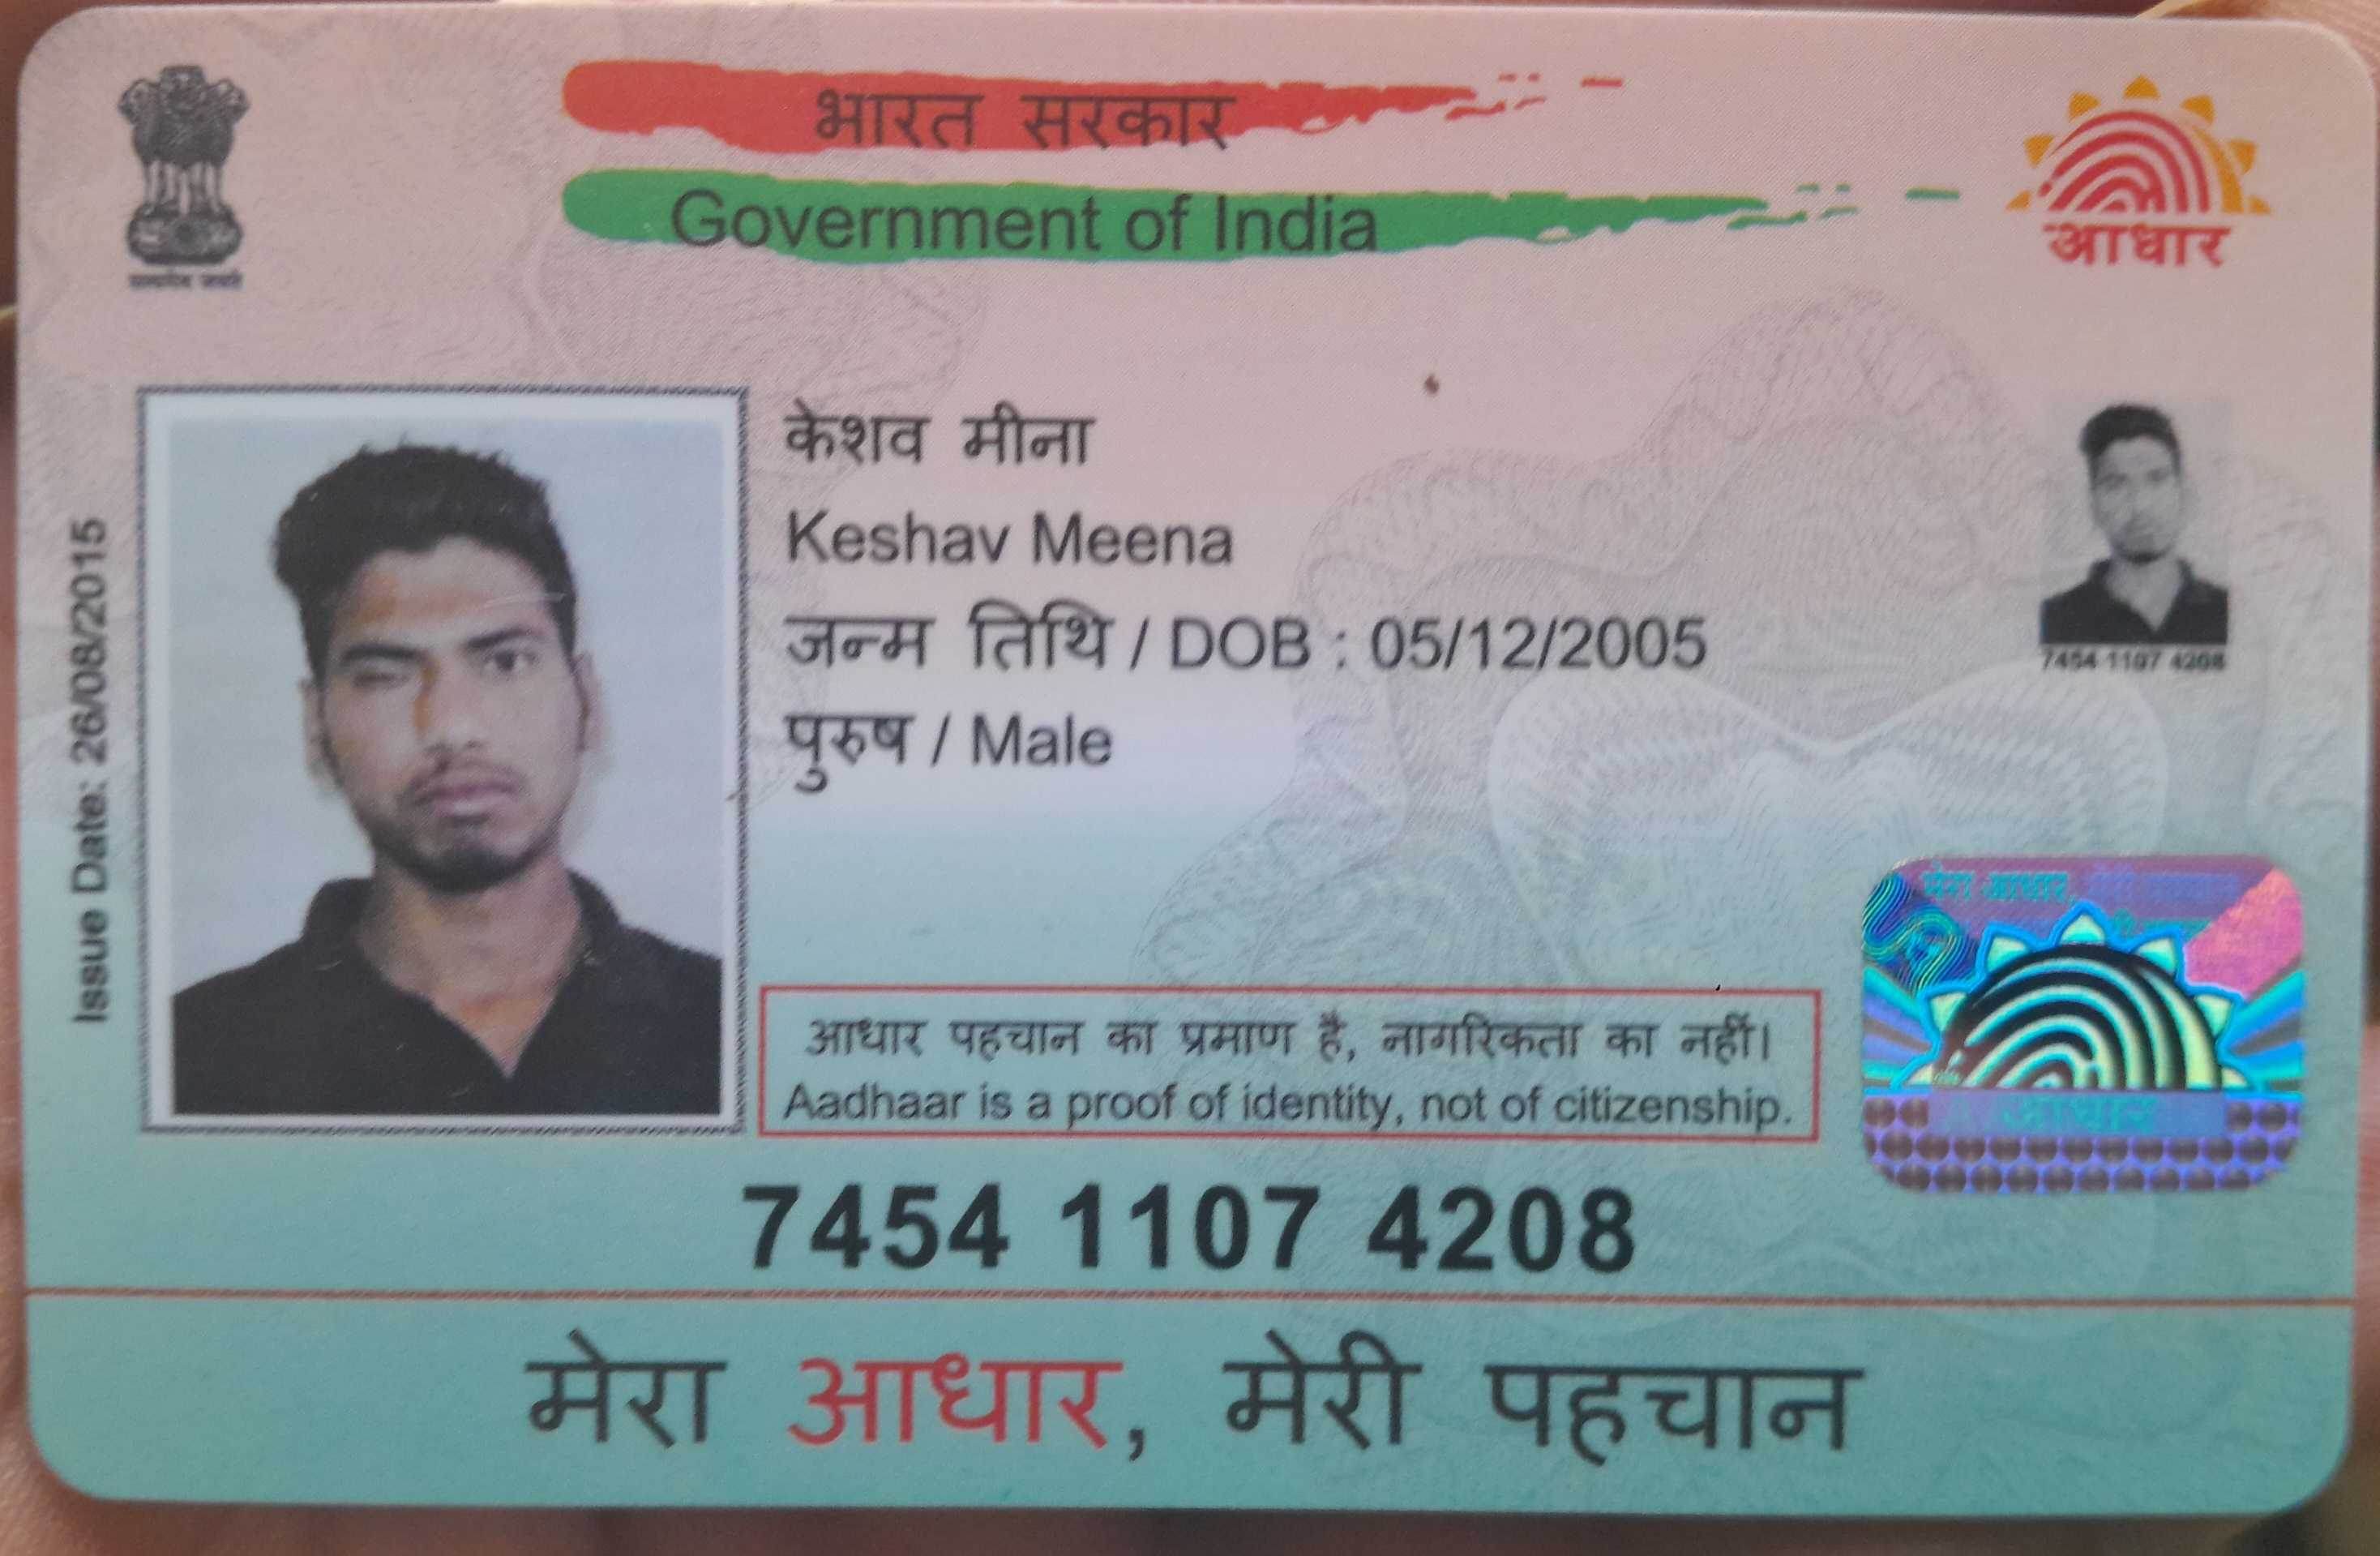 भारत सरकार
Government of India
सत्यमेव जयते
आधार
Issue Date: 26/08/2015
केशव मीना
Keshav Meena
जन्म तिथि / DOB : 05/12/2005
पुरुष / Male
7454 1107 4208
मेरा आधार,
आधार
आधार पहचान का प्रमाण है, नागरिकता का नहीं।
Aadhaar is a proof of identity, not of citizenship.
7454 1107 4208
मेरा आधार, मेरी पहचान